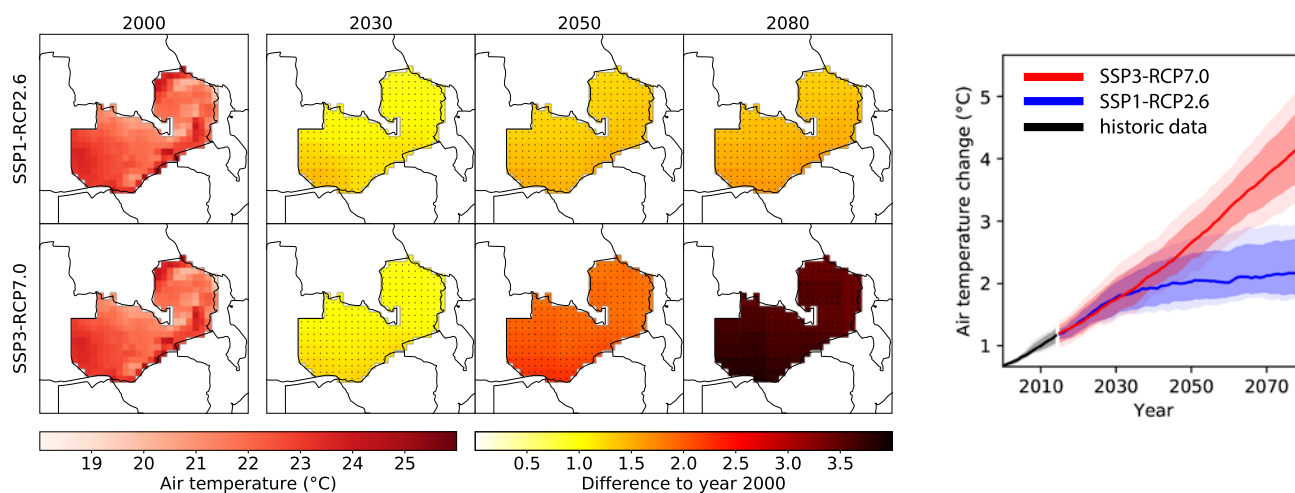 2000
2030
2050
2080
SSP1-RCP2.6
SSP3-RCP7.0
19 20 21 22 23 24 25
Air temperature (°C)
0.5 1.0 1.5 2.0 2.5 3.0 3.5
Difference to year 2000
SSP3-RCP7.0
SSP1-RCP2.6
historic data
Air temperature change (°C)
5
4
3
2
1
2010 2030 2050 2070
Year